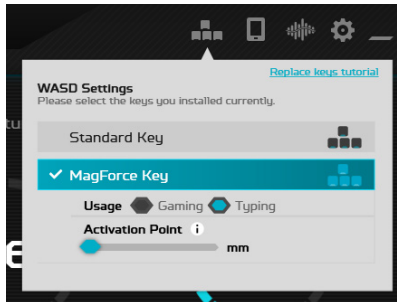 Replace keys tutorial
WASD Settings
Please select the keys you installed currently.
Standard Key
MagForce Key
Usage Gaming Typing
Activation Point i
mm